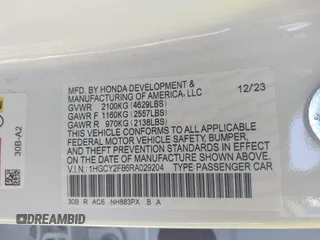 MFD. BY HONDA DEVELOPMENT &
MANUFACTURING OF AMERICA, LLC 12/23
GVWR 2100KG (4629LBS)
GAWR F 1160KG (2557LBS)
GAWR R 970KG (2138LBS)
THIS VEHICLE CONFORMS TO ALL APPLICABLE
FEDERAL MOTOR VEHICLE SAFETY, BUMPER,
AND THEFT PREVENTION STANDARDS IN EFFECT
ON THE DATE OF MANUFACTURE SHOWN ABOVE.
V.I.N.: 1HGCY2F86RA029204 TYPE PASSENGER CAR
30B R AC6 NH883PX B A
30B-A2
DREAMBID